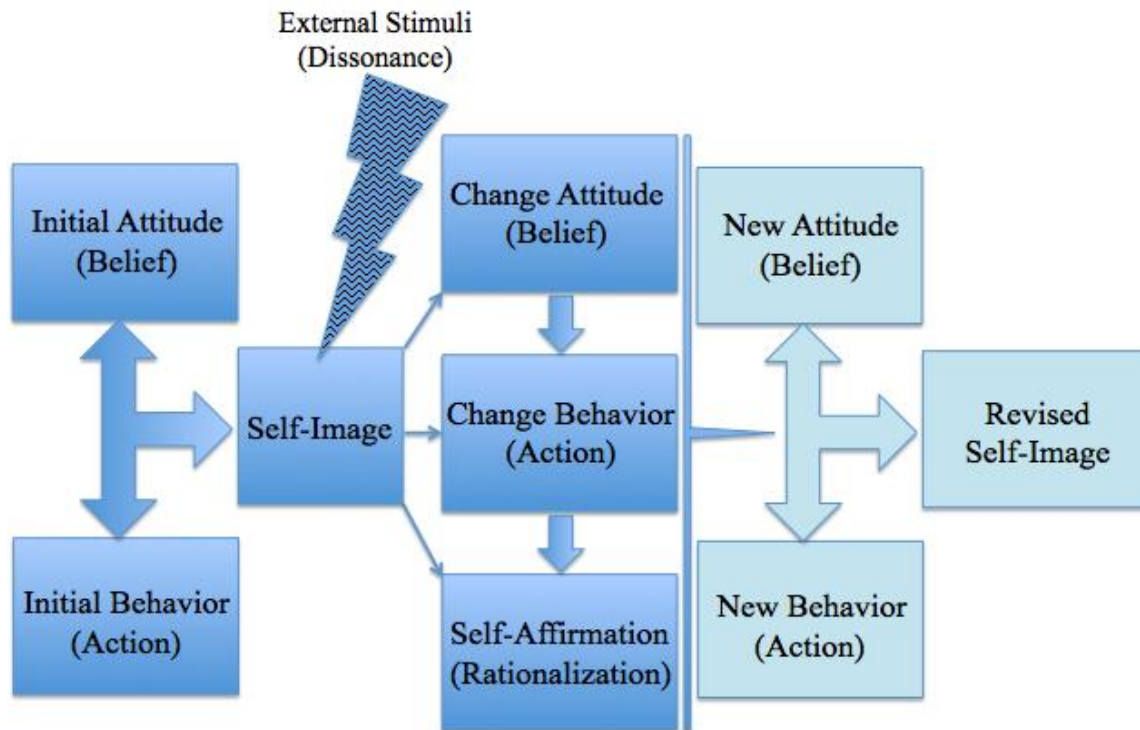 External Stimuli
(Dissonance)
Initial Attitude
(Belief)
Initial Behavior
(Action)
Self-Image
Change Attitude
(Belief)
Change Behavior
(Action)
Self-Affirmation
(Rationalization)
New Attitude
(Belief)
New Behavior
(Action)
Revised
Self-Image